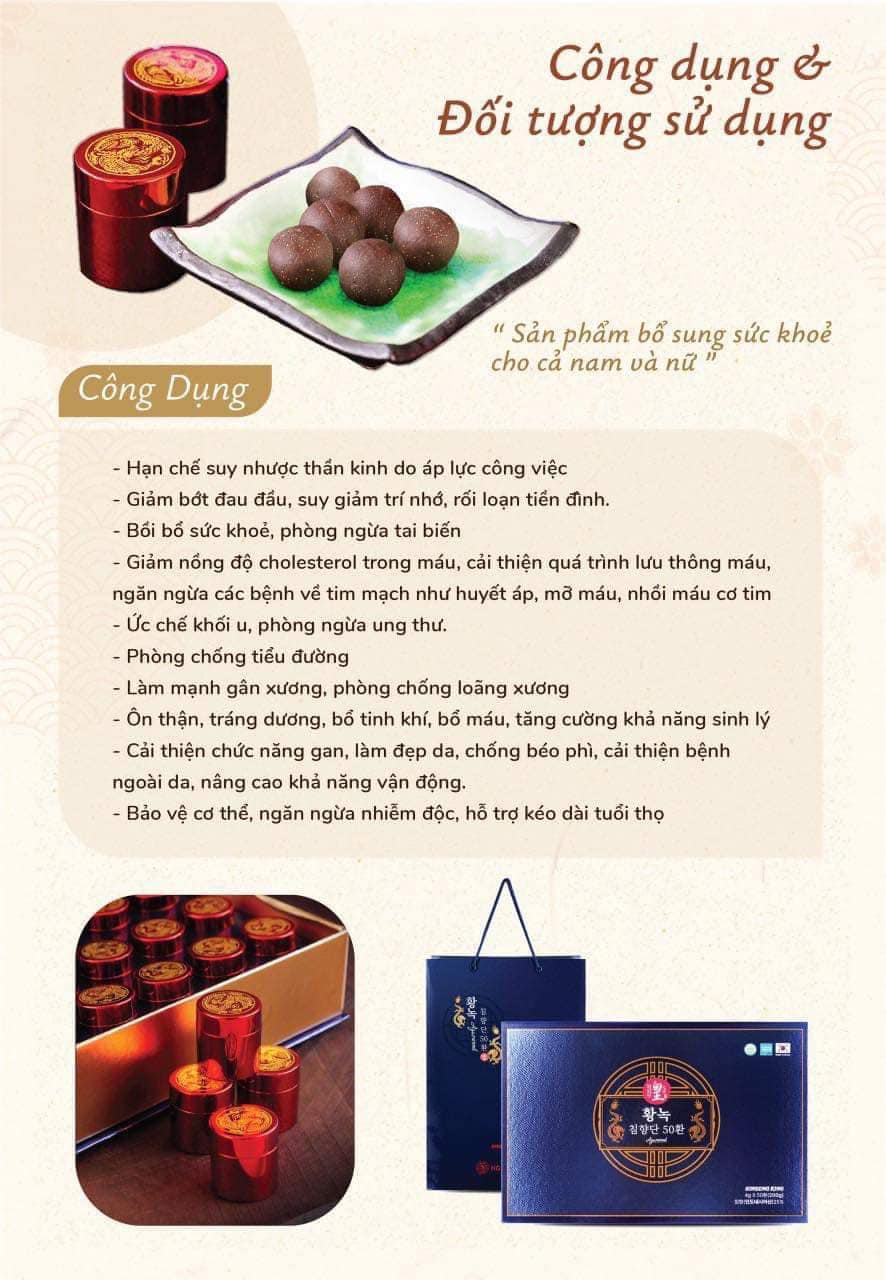 Công dụng &
Đối tượng sử dụng
“ Sản phẩm bổ sung sức khoẻ
cho cả nam và nữ ”
Công Dụng
- Hạn chế suy nhược thần kinh do áp lực công việc
- Giảm bớt đau đầu, suy giảm trí nhớ, rối loạn tiền đình.
- Bồi bổ sức khoẻ, phòng ngừa tai biến
- Giảm nồng độ cholesterol trong máu, cải thiện quá trình lưu thông máu,
ngăn ngừa các bệnh về tim mạch như huyết áp, mỡ máu, nhồi máu cơ tim
- Ức chế khối u, phòng ngừa ung thư.
- Phòng chống tiểu đường
- Làm mạnh gân xương, phòng chống loãng xương
- Ôn thận, tráng dương, bổ tinh khí, bổ máu, tăng cường khả năng sinh lý
- Cải thiện chức năng gan, làm đẹp da, chống béo phì, cải thiện bệnh
ngoài da, nâng cao khả năng vận động.
- Bảo vệ cơ thể, ngăn ngừa nhiễm độc, hỗ trợ kéo dài tuổi thọ
황녹
침향단 50환
황녹
침향단 50환
4g X 50환(200g)